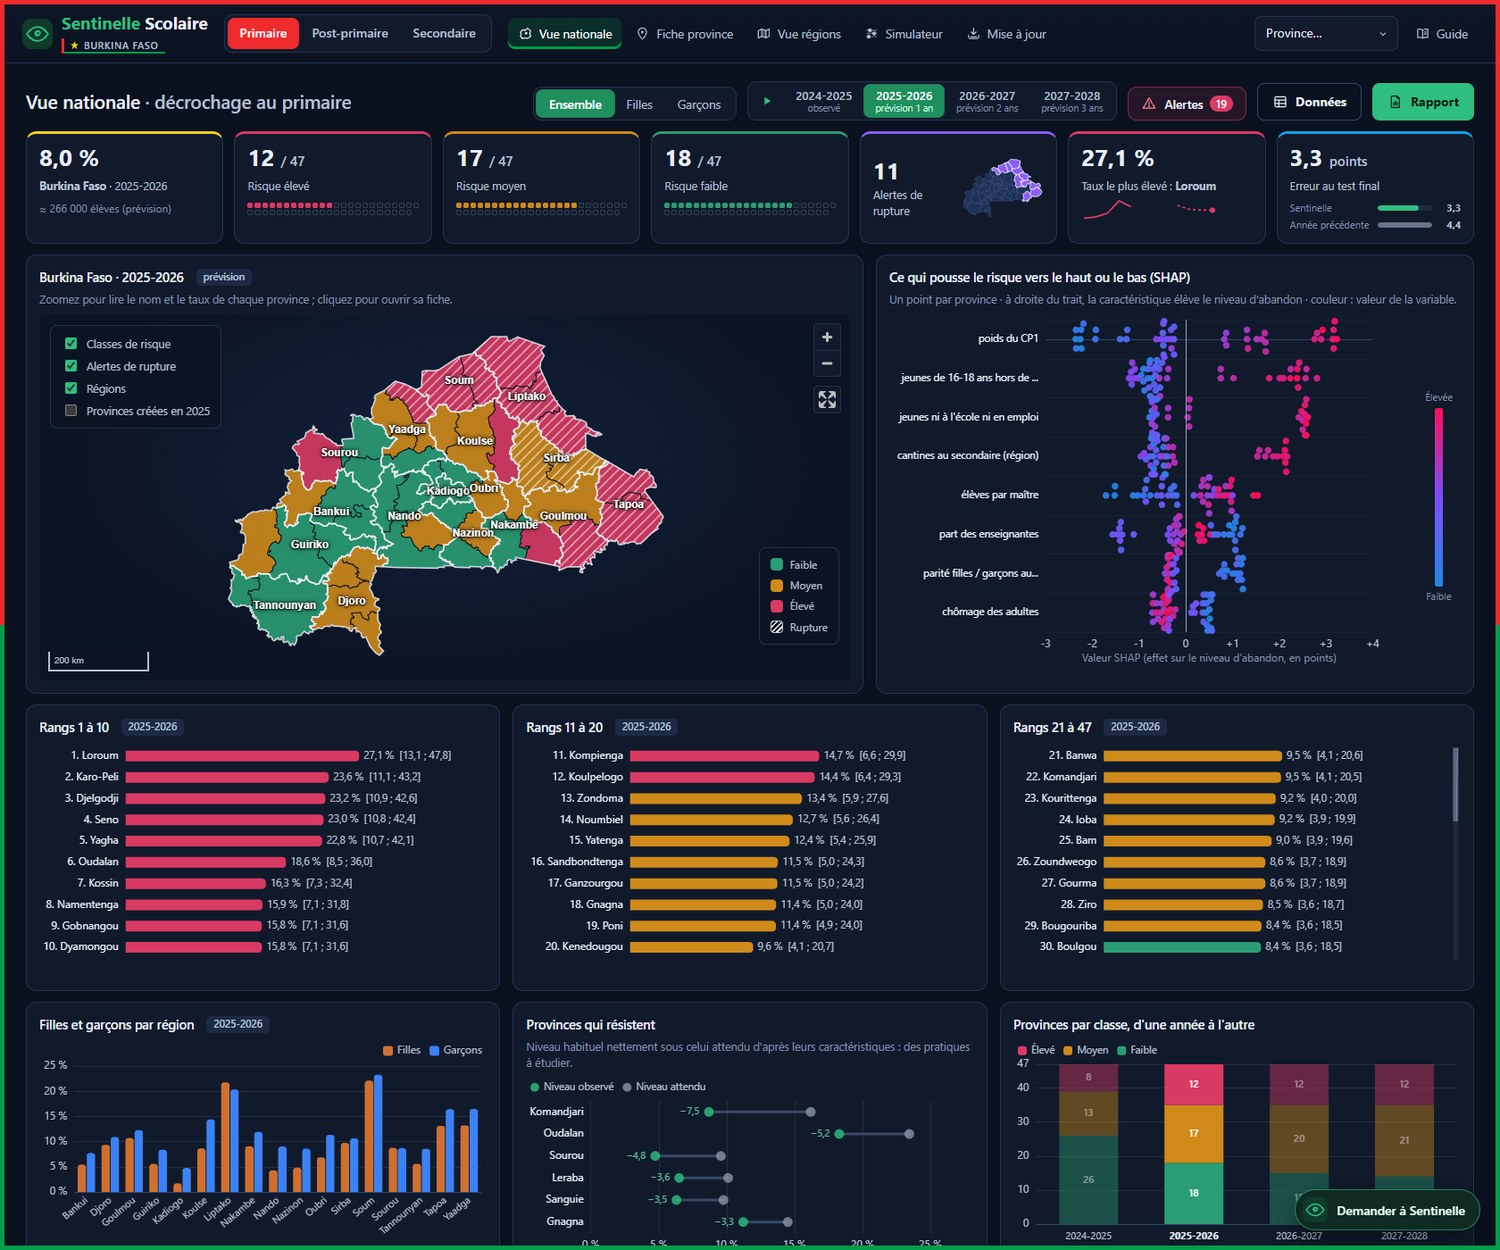 Sentinelle Scolaire
★ BURKINA FASO
Primaire
Post-primaire
Secondaire
Vue nationale
Fiche province
Vue régions
Simulateur
Mise à jour
Province...
Guide
Vue nationale · décrochage au primaire
Ensemble
Filles
Garçons
2024-2025
observé
2025-2026
prévision 1 an
2026-2027
prévision 2 ans
2027-2028
prévision 3 ans
Alertes 19
Données
Rapport
8,0 %
Burkina Faso · 2025-2026
≈ 266 000 élèves (prévision)
12 / 47
Risque élevé
17 / 47
Risque moyen
18 / 47
Risque faible
11
Alertes de
rupture
27,1 %
Taux le plus élevé : Loroum
3,3 points
Erreur au test final
Sentinelle 3,3
Année précédente 4,4
Burkina Faso · 2025-2026 prévision
Zoomez pour lire le nom et le taux de chaque province ; cliquez pour ouvrir sa fiche.
Classes de risque
Alertes de rupture
Régions
Provinces créées en 2025
+
−
Soum
Liptako
Yaadga
Koulse
Sourou
Sirba
Kadiogo
Oubri
Tapoa
Bankui
Nando
Goulmou
Nakambe
Nazinon
Guiriko
Tannounyan
Djoro
Faible
Moyen
Élevé
Rupture
200 km
Ce qui pousse le risque vers le haut ou le bas (SHAP)
Un point par province · à droite du trait, la caractéristique élève le niveau d'abandon · couleur : valeur de la variable.
poids du CP1
jeunes de 16-18 ans hors de ...
jeunes ni à l'école ni en emploi
cantines au secondaire (région)
élèves par maître
part des enseignantes
parité filles / garçons au...
chômage des adultes
-3 -2 -1 0 +1 +2 +3 +4
Valeur SHAP (effet sur le niveau d'abandon, en points)
Élevée
Faible
Rangs 1 à 10 2025-2026
1. Loroum 27,1 % [13,1 ; 47,8]
2. Karo-Peli 23,6 % [11,1 ; 43,2]
3. Djelgodji 23,2 % [10,9 ; 42,6]
4. Seno 23,0 % [10,8 ; 42,4]
5. Yagha 22,8 % [10,7 ; 42,1]
6. Oudalan 18,6 % [8,5 ; 36,0]
7. Kossin 16,3 % [7,3 ; 32,4]
8. Namentenga 15,9 % [7,1 ; 31,8]
9. Gobnangou 15,8 % [7,1 ; 31,6]
10. Dyamongou 15,8 % [7,1 ; 31,6]
Rangs 11 à 20 2025-2026
11. Kompienga 14,7 % [6,6 ; 29,9]
12. Koulpelogo 14,4 % [6,4 ; 29,3]
13. Zondoma 13,4 % [5,9 ; 27,6]
14. Noumbiel 12,7 % [5,6 ; 26,4]
15. Yatenga 12,4 % [5,4 ; 25,9]
16. Sandbondtenga 11,5 % [5,0 ; 24,3]
17. Ganzourgou 11,5 % [5,0 ; 24,2]
18. Gnagna 11,4 % [5,0 ; 24,0]
19. Poni 11,4 % [4,9 ; 24,0]
20. Kenedougou 9,6 % [4,1 ; 20,7]
Rangs 21 à 47 2025-2026
21. Banwa 9,5 % [4,1 ; 20,6]
22. Komandjari 9,5 % [4,1 ; 20,5]
23. Kourittenga 9,2 % [4,0 ; 20,0]
24. Ioba 9,2 % [3,9 ; 19,9]
25. Bam 9,0 % [3,9 ; 19,6]
26. Zoundweogo 8,6 % [3,7 ; 18,9]
27. Gourma 8,6 % [3,7 ; 18,9]
28. Ziro 8,5 % [3,6 ; 18,7]
29. Bougouriba 8,4 % [3,6 ; 18,5]
30. Boulgou 8,4 % [3,6 ; 18,5]
Filles et garçons par région 2025-2026
Filles Garçons
25 %
20 %
15 %
10 %
5 %
0 %
Bankui Djoro Goulmou Guiriko Kadiogo Koulse Liptako Nakambe Nando Nazinon Oubri Sirba Soum Sourou Tannounyan Tapoa Yaadga
Provinces qui résistent
Niveau habituel nettement sous celui attendu d'après leurs caractéristiques : des pratiques
à étudier.
Niveau observé Niveau attendu
Komandjari −7,5
Oudalan −5,2
Sourou −4,8
Leraba −3,6
Sanguie −3,5
Gnagna −3,3
0 % 5 % 10 % 15 % 20 % 25 %
Provinces par classe, d'une année à l'autre
Élevé Moyen Faible
47
40
30
20
10
0
8 12 12 12
13 17 20 21
26 18
2024-2025 2025-2026 2026-2027 2027-2028
Demander à Sentinelle